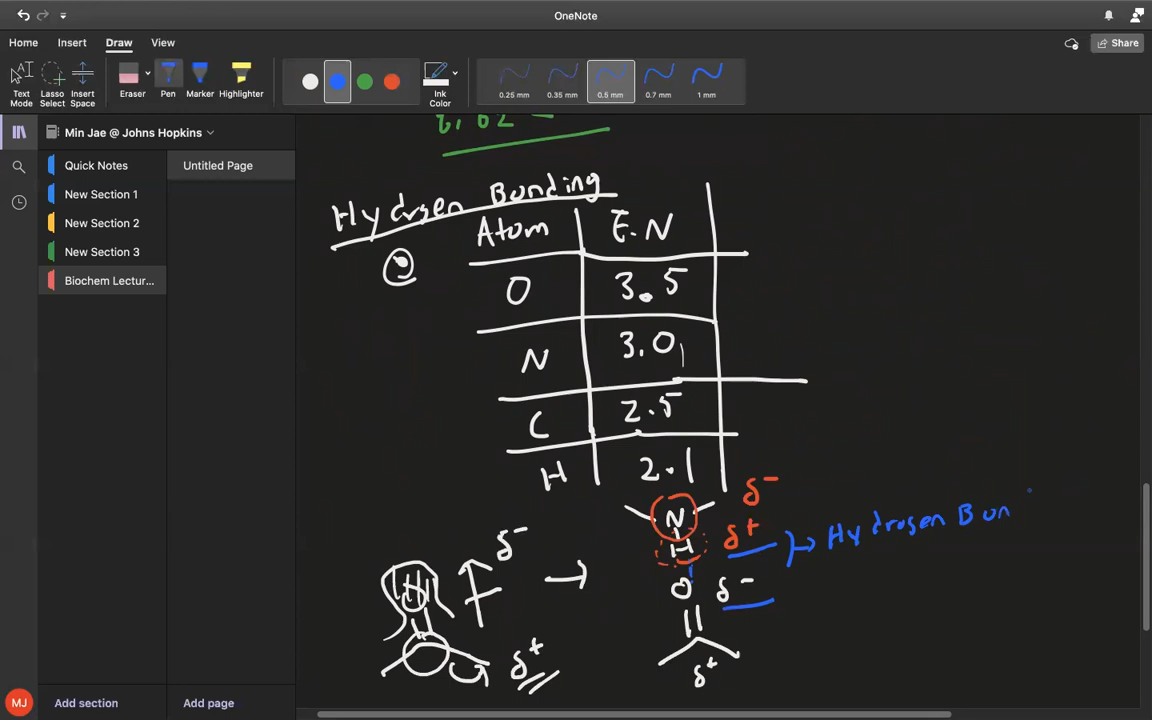 OneNote
Home Insert Draw View
Share
Text Mode
Lasso Select
Insert Space
Eraser
Pen
Marker
Highlighter
Ink Color
0.25 mm
0.35 mm
0.5 mm
0.7 mm
1 mm
Min Jae @ Johns Hopkins
Quick Notes
New Section 1
New Section 2
New Section 3
Biochem Lectur...
Untitled Page
Hydrogen Bonding
Atom E.N
O 3.5
N 3.0
C 2.5
H 2.1
N δ-
H δ+ → Hydrogen Bon
O δ-
δ+
δ-
→
δ+
MJ
Add section
Add page